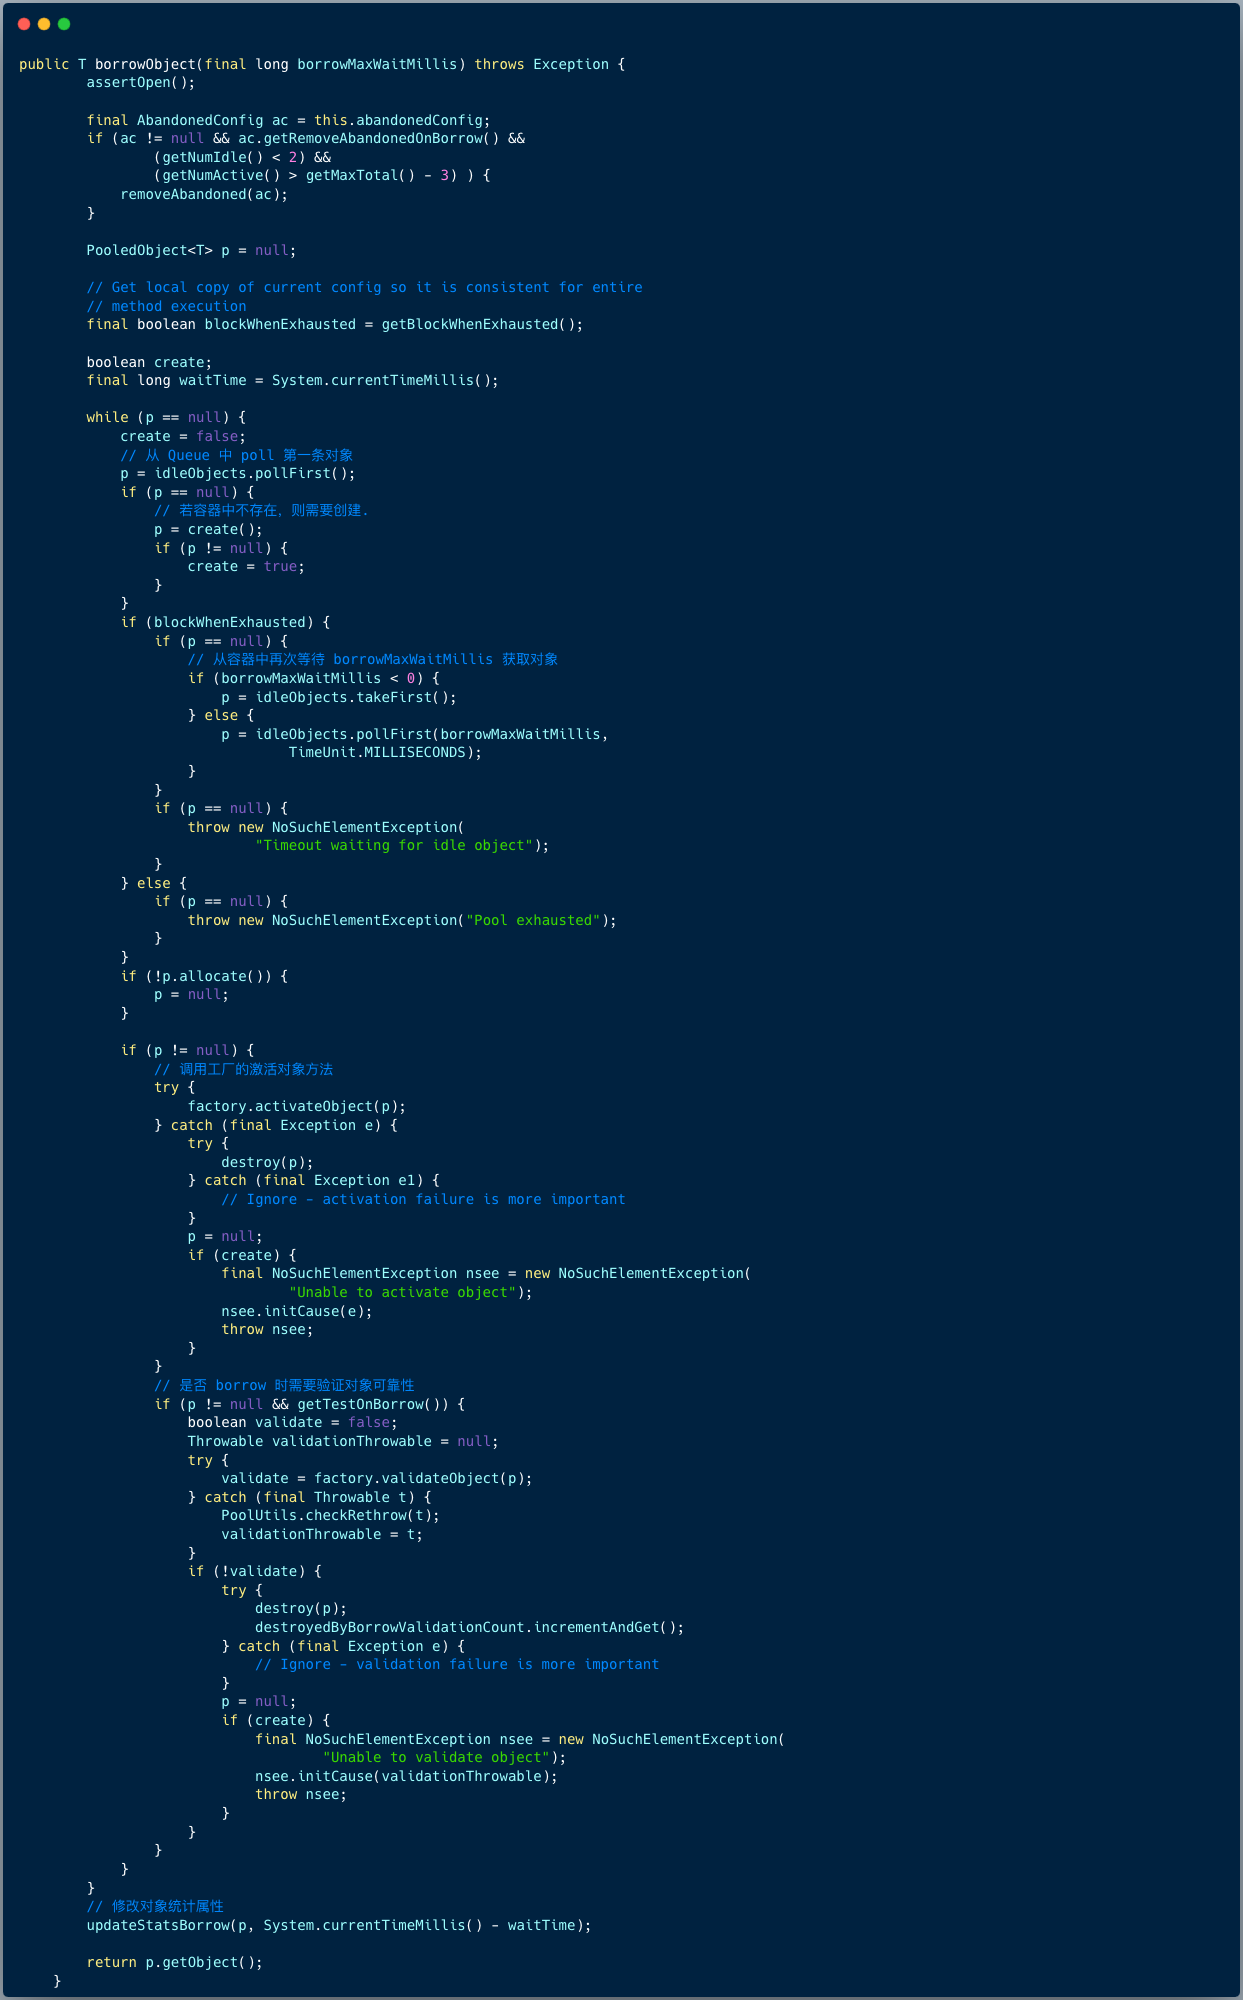 public T borrowObject(final long borrowMaxWaitMillis) throws Exception {
        assertOpen();

        final AbandonedConfig ac = this.abandonedConfig;
        if (ac != null && ac.getRemoveAbandonedOnBorrow() &&
                (getNumIdle() < 2) &&
                (getNumActive() > getMaxTotal() - 3) ) {
            removeAbandoned(ac);
        }

        PooledObject<T> p = null;

        // Get local copy of current config so it is consistent for entire
        // method execution
        final boolean blockWhenExhausted = getBlockWhenExhausted();

        boolean create;
        final long waitTime = System.currentTimeMillis();

        while (p == null) {
            create = false;
            // 从 Queue 中 poll 第一条对象
            p = idleObjects.pollFirst();
            if (p == null) {
                // 若容器中不存在，则需要创建.
                p = create();
                if (p != null) {
                    create = true;
                }
            }
            if (blockWhenExhausted) {
                if (p == null) {
                    // 从容器中再次等待 borrowMaxWaitMillis 获取对象
                    if (borrowMaxWaitMillis < 0) {
                        p = idleObjects.takeFirst();
                    } else {
                        p = idleObjects.pollFirst(borrowMaxWaitMillis,
                                TimeUnit.MILLISECONDS);
                    }
                }
                if (p == null) {
                    throw new NoSuchElementException(
                            "Timeout waiting for idle object");
                }
            } else {
                if (p == null) {
                    throw new NoSuchElementException("Pool exhausted");
                }
            }
            if (!p.allocate()) {
                p = null;
            }

            if (p != null) {
                // 调用工厂的激活对象方法
                try {
                    factory.activateObject(p);
                } catch (final Exception e) {
                    try {
                        destroy(p);
                    } catch (final Exception e1) {
                        // Ignore - activation failure is more important
                    }
                    p = null;
                    if (create) {
                        final NoSuchElementException nsee = new NoSuchElementException(
                                "Unable to activate object");
                        nsee.initCause(e);
                        throw nsee;
                    }
                }
                // 是否 borrow 时需要验证对象可靠性
                if (p != null && getTestOnBorrow()) {
                    boolean validate = false;
                    Throwable validationThrowable = null;
                    try {
                        validate = factory.validateObject(p);
                    } catch (final Throwable t) {
                        PoolUtils.checkRethrow(t);
                        validationThrowable = t;
                    }
                    if (!validate) {
                        try {
                            destroy(p);
                            destroyedByBorrowValidationCount.incrementAndGet();
                        } catch (final Exception e) {
                            // Ignore - validation failure is more important
                        }
                        p = null;
                        if (create) {
                            final NoSuchElementException nsee = new NoSuchElementException(
                                    "Unable to validate object");
                            nsee.initCause(validationThrowable);
                            throw nsee;
                        }
                    }
                }
            }
        }
        // 修改对象统计属性
        updateStatsBorrow(p, System.currentTimeMillis() - waitTime);

        return p.getObject();
    }